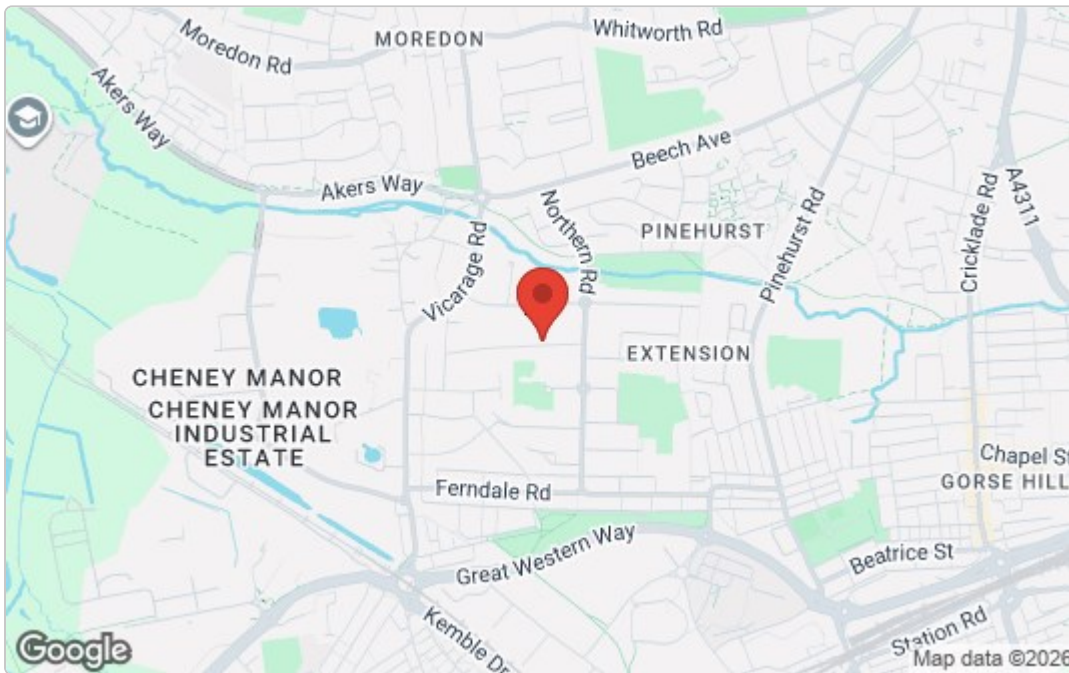 Whitworth Rd
MOREDON
Moredon Rd
Akers Way
Beech Ave
Akers Way
Northern Rd
PINEHURST
Pinehurst Rd
Cricklade Rd
A4311
Vicarage Rd
EXTENSION
CHENEY MANOR
CHENEY MANOR
INDUSTRIAL
ESTATE
Chapel St
GORSE HILL
Ferndale Rd
Great Western Way
Beatrice St
Kemble Dr
Station Rd
Google
Map data ©2026